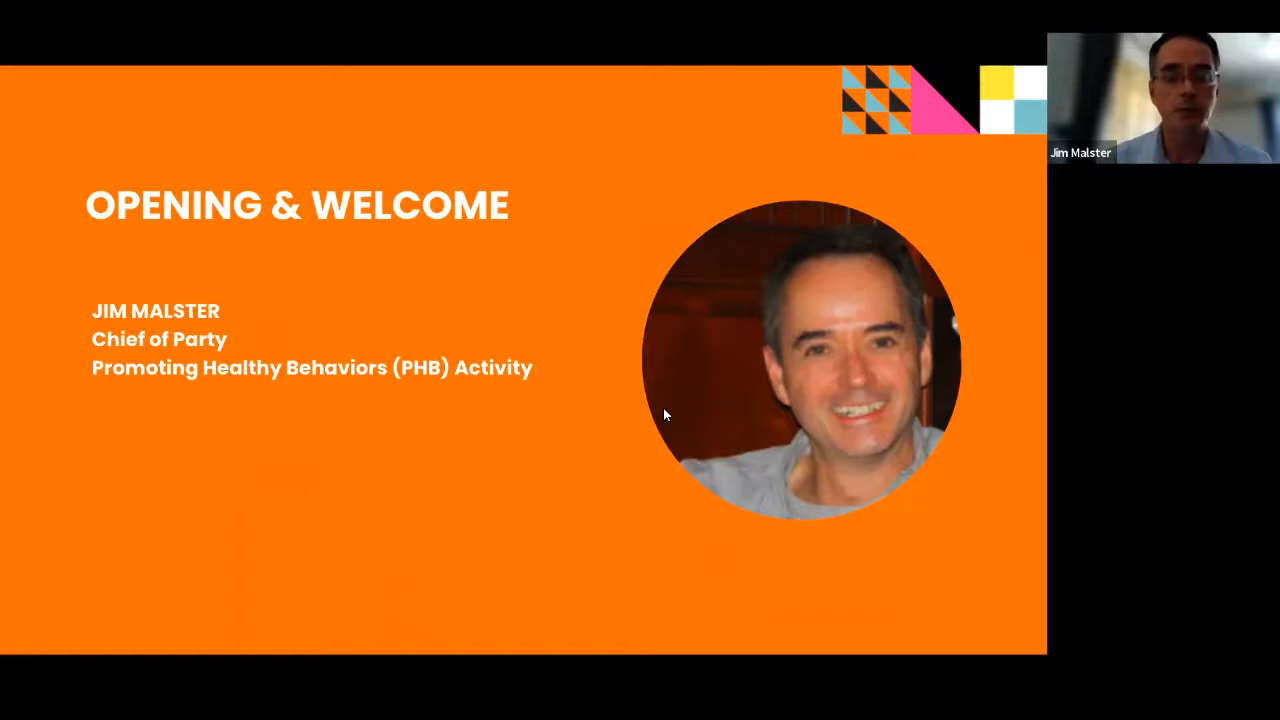 OPENING & WELCOME
JIM MALSTER
Chief of Party
Promoting Healthy Behaviors (PHB) Activity
Jim Malster